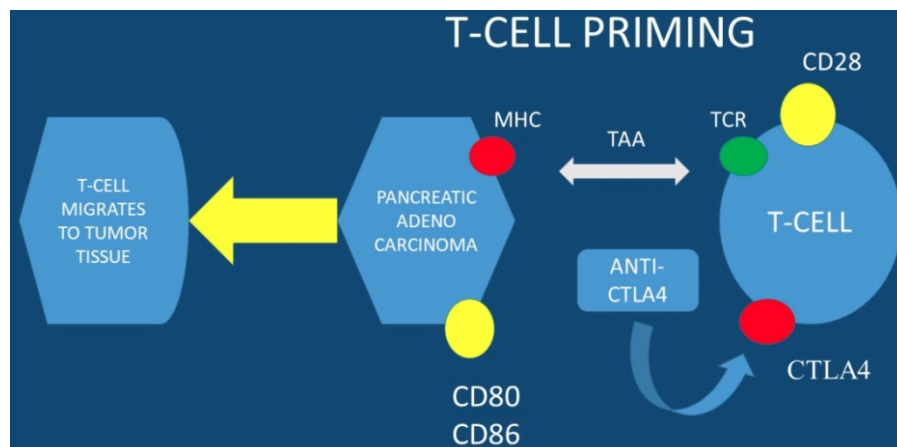 T-CELL PRIMING
CD28
MHC
TAA
TCR
T-CELL
MIGRATES
TO TUMOR
TISSUE
PANCREATIC
ADENO
CARCINOMA
T-CELL
ANTI-
CTLA4
CTLA4
CD80
CD86